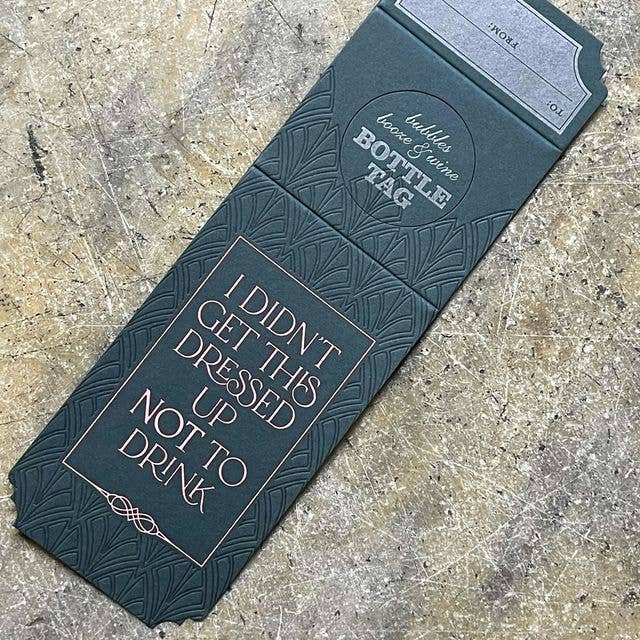 TO:
FROM:
bubbles
booze & wine
BOTTLE
TAG
I DIDN'T
GET THIS
DRESSED
UP
NOT TO
DRINK